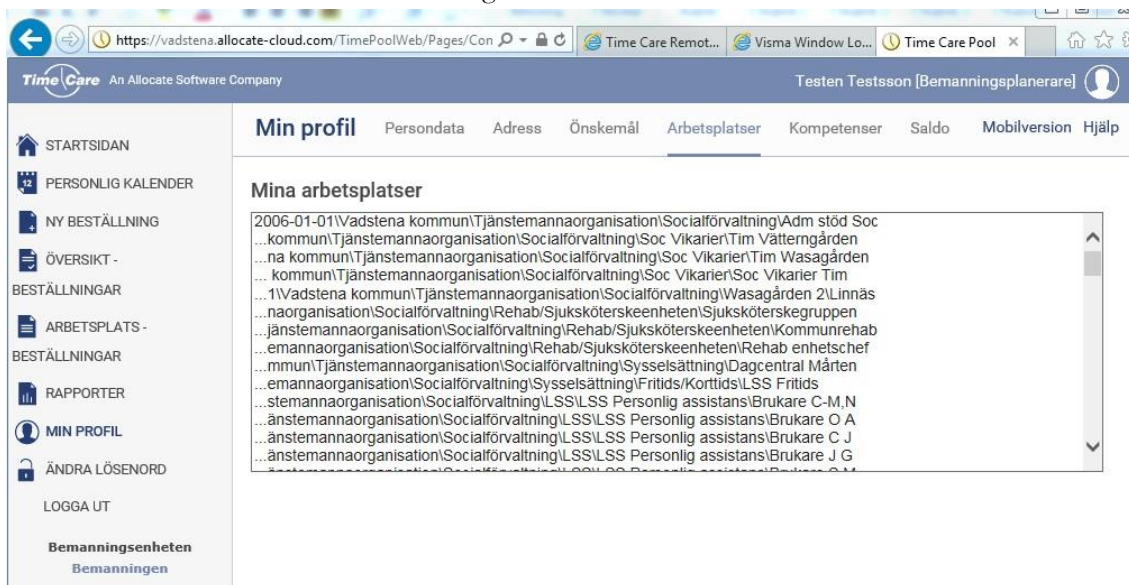 https://vadstena.allocate-cloud.com/TimePoolWeb/Pages/Con
Time Care Remot...
Visma Window Lo...
Time Care Pool
Time Care An Allocate Software Company
Testen Testsson [Bemanningsplanerare]
STARTSIDAN
PERSONLIG KALENDER
NY BESTÄLLNING
ÖVERSIKT -
BESTÄLLNINGAR
ARBETSPLATS -
BESTÄLLNINGAR
RAPPORTER
MIN PROFIL
ÄNDRA LÖSENORD
LOGGA UT
Bemanningsenheten
Bemanningen
Min profil Persondata Adress Önskemål Arbetsplatser Kompetenser Saldo Mobilversion Hjälp
Mina arbetsplatser
2006-01-01\Vadstena kommun\Tjänstemannaorganisation\Socialförvaltning\Adm stöd Soc
...kommun\Tjänstemannaorganisation\Socialförvaltning\Soc Vikarier\Tim Vätterngården
...na kommun\Tjänstemannaorganisation\Socialförvaltning\Soc Vikarier\Tim Wasagården
... kommun\Tjänstemannaorganisation\Socialförvaltning\Soc Vikarier\Soc Vikarier Tim
...1\Vadstena kommun\Tjänstemannaorganisation\Socialförvaltning\Wasagården 2\Linnäs
...naorganisation\Socialförvaltning\Rehab/Sjuksköterskeenheten\Sjuksköterskegruppen
...jänstemannaorganisation\Socialförvaltning\Rehab/Sjuksköterskeenheten\Kommunrehab
...emannaorganisation\Socialförvaltning\Rehab/Sjuksköterskeenheten\Rehab enhetschef
...mmun\Tjänstemannaorganisation\Socialförvaltning\Sysselsättning\Dagcentral Mårten
...emannaorganisation\Socialförvaltning\Sysselsättning\Fritids/Korttids\LSS Fritids
...stemannaorganisation\Socialförvaltning\LSS\LSS Personlig assistans\Brukare C-M,N
...änstemannaorganisation\Socialförvaltning\LSS\LSS Personlig assistans\Brukare O A
...änstemannaorganisation\Socialförvaltning\LSS\LSS Personlig assistans\Brukare C J
...änstemannaorganisation\Socialförvaltning\LSS\LSS Personlig assistans\Brukare J G